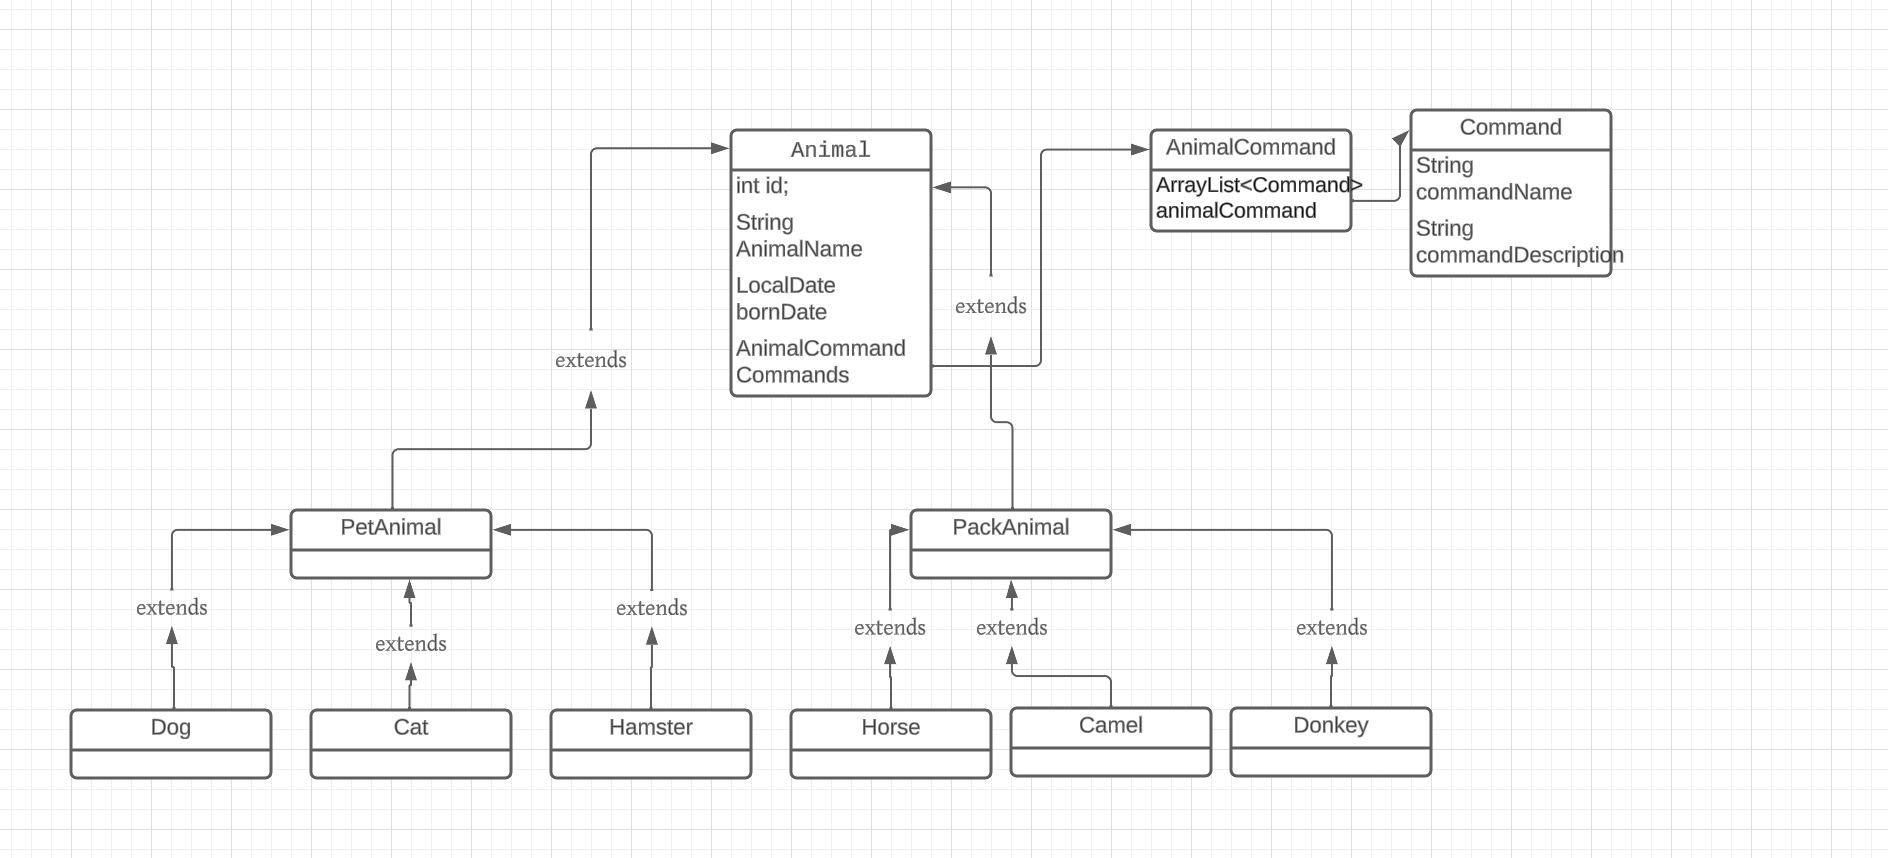 Animal
int id;
String
AnimalName
LocalDate
bornDate
AnimalCommand
Commands
AnimalCommand
ArrayList<Command>
animalCommand
Command
String
commandName
String
commandDescription
extends
extends
PetAnimal
PackAnimal
extends
extends
extends
extends
extends
extends
Dog
Cat
Hamster
Horse
Camel
Donkey